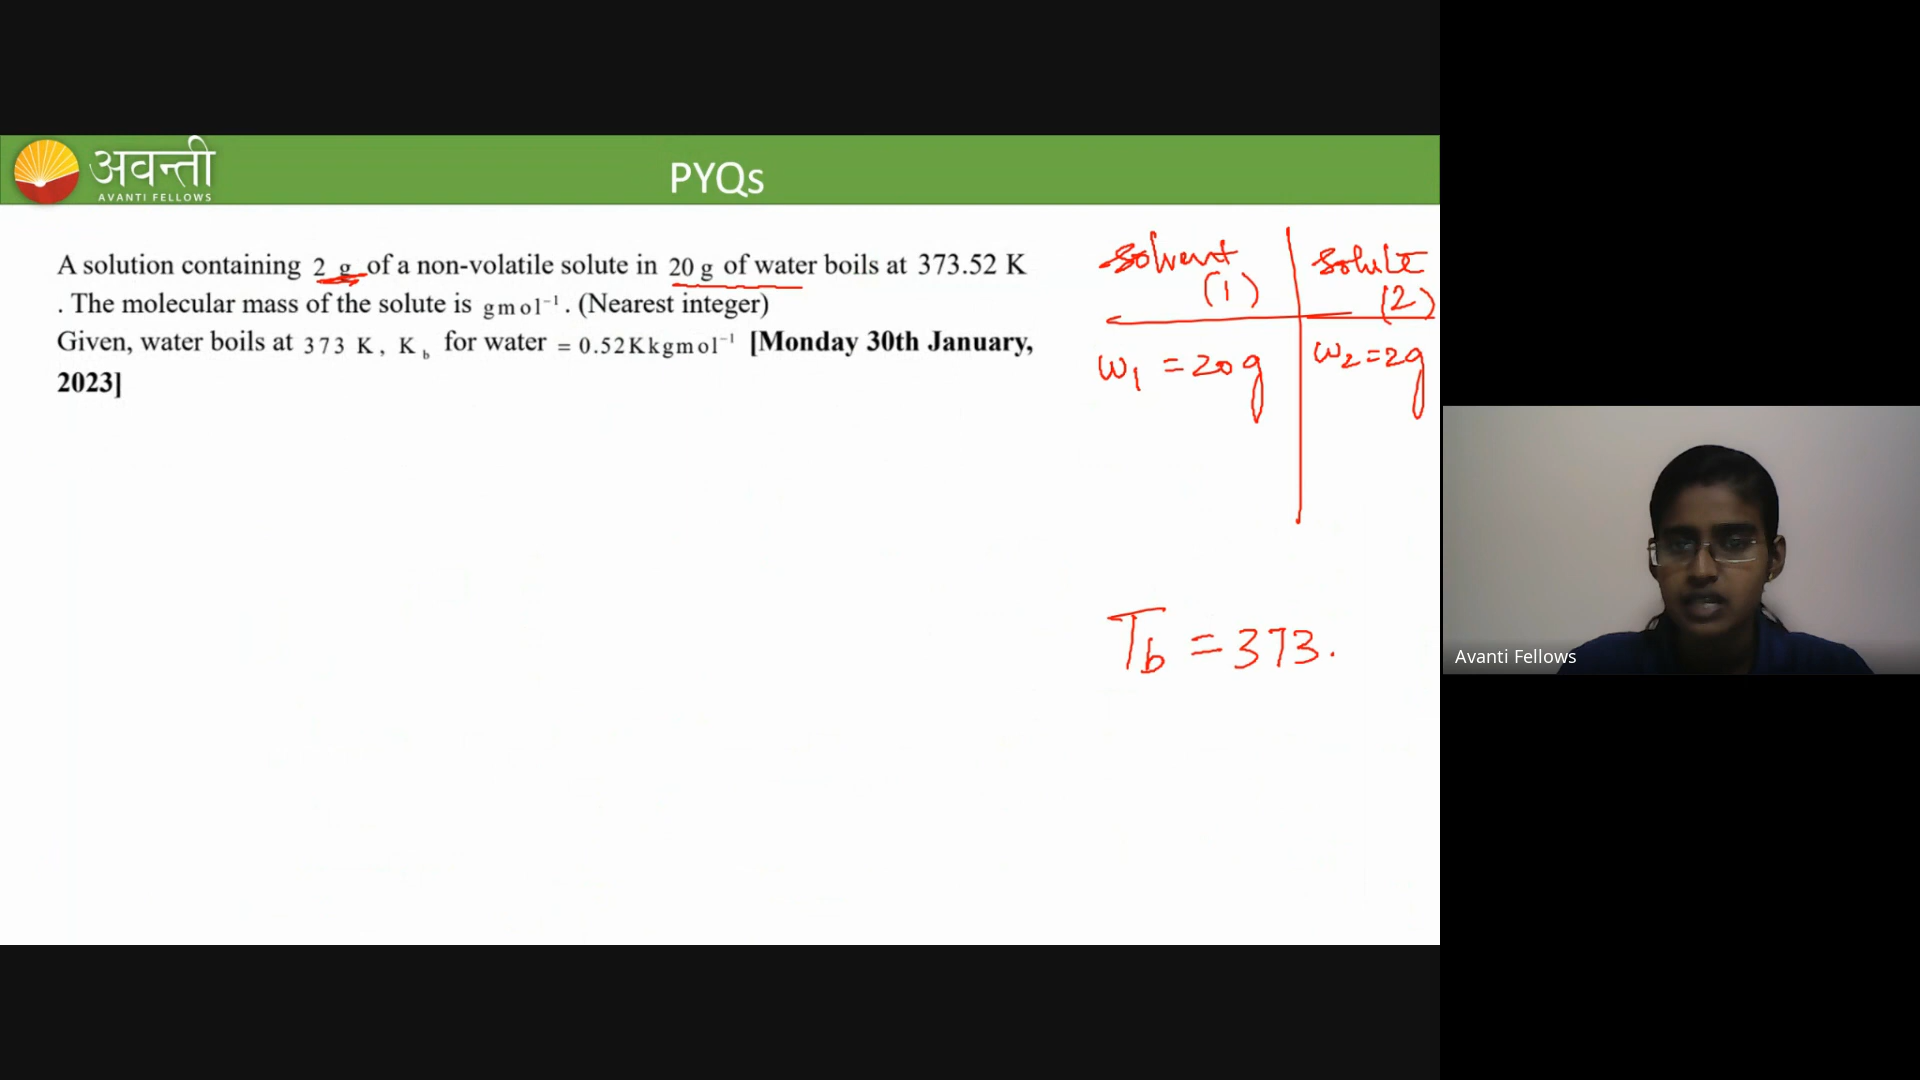 अवन्ती
AVANTI FELLOWS
PYQs
A solution containing 2 g of a non-volatile solute in 20 g of water boils at 373.52 K
. The molecular mass of the solute is gmol⁻¹. (Nearest integer)
Given, water boils at 373 K, K_b for water = 0.52Kkgmol⁻¹ [Monday 30th January,
2023]
Solvent (1)
Solute (2)
w₁ = 20g
w₂ = 2g
T_b = 373.
Avanti Fellows